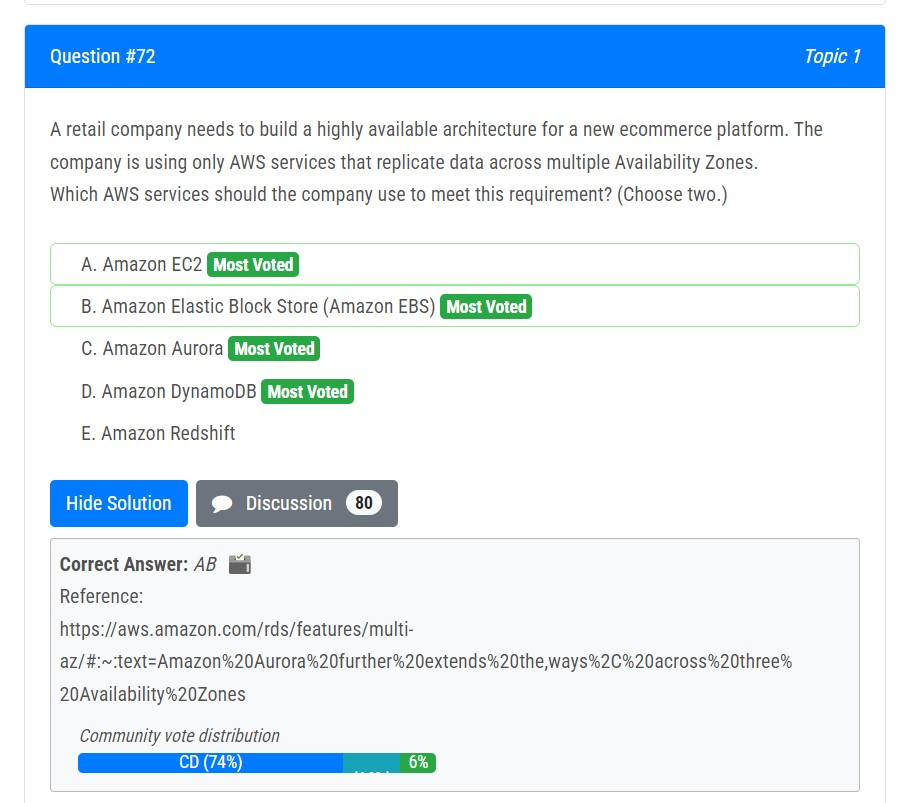 Question #72 Topic 1
A retail company needs to build a highly available architecture for a new ecommerce platform. The
company is using only AWS services that replicate data across multiple Availability Zones.
Which AWS services should the company use to meet this requirement? (Choose two.)
A. Amazon EC2 Most Voted
B. Amazon Elastic Block Store (Amazon EBS) Most Voted
C. Amazon Aurora Most Voted
D. Amazon DynamoDB Most Voted
E. Amazon Redshift
Hide Solution Discussion 80
Correct Answer: AB
Reference:
https://aws.amazon.com/rds/features/multi-
az/#:~:text=Amazon%20Aurora%20further%20extends%20the,ways%2C%20across%20three%
20Availability%20Zones
Community vote distribution
CD (74%) 6%